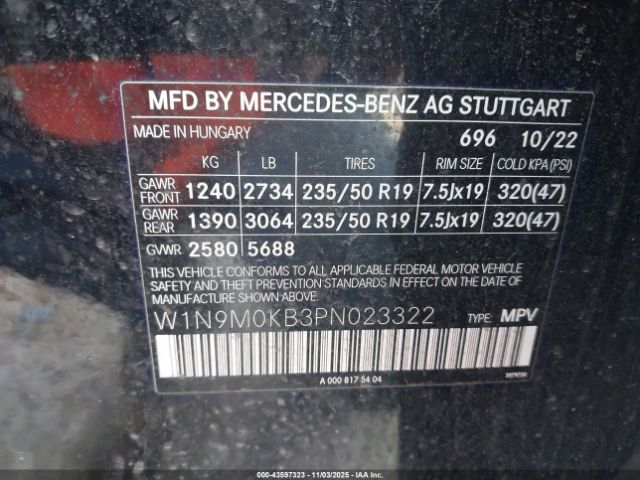 MFD BY MERCEDES-BENZ AG STUTTGART
MADE IN HUNGARY 696 10/22
KG LB TIRES RIM SIZE COLD KPA (PSI)
GAWR FRONT 1240 2734 235/50 R19 7.5Jx19 320(47)
GAWR REAR 1390 3064 235/50 R19 7.5Jx19 320(47)
GVWR 2580 5688
THIS VEHICLE CONFORMS TO ALL APPLICABLE FEDERAL MOTOR VEHICLE
SAFETY AND THEFT PREVENTION STANDARDS IN EFFECT ON THE DATE OF
MANUFACTURE SHOWN ABOVE.
W1N9M0KB3PN023322 TYPE: MPV
A 000 817 54 04
00-43597323 - 11/03/2025 - COPART